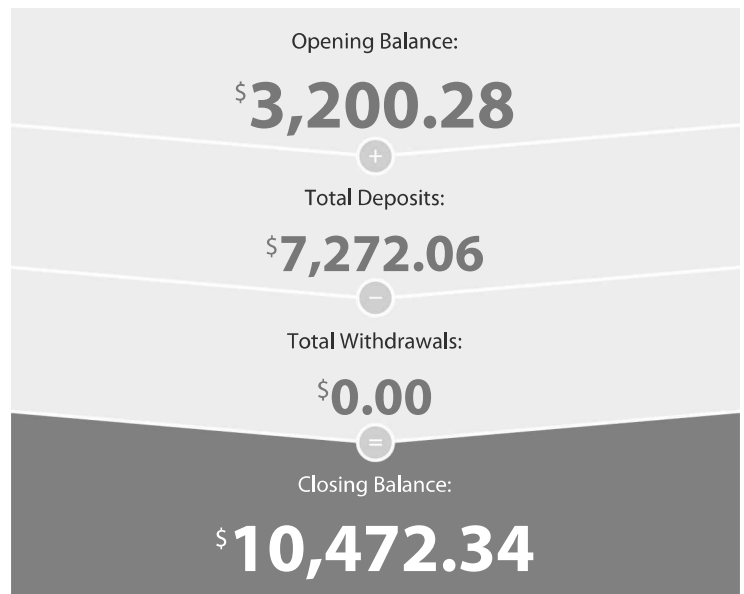 Opening Balance:
$3,200.28
+
Total Deposits:
$7,272.06
−
Total Withdrawals:
$0.00
=
Closing Balance:
$10,472.34